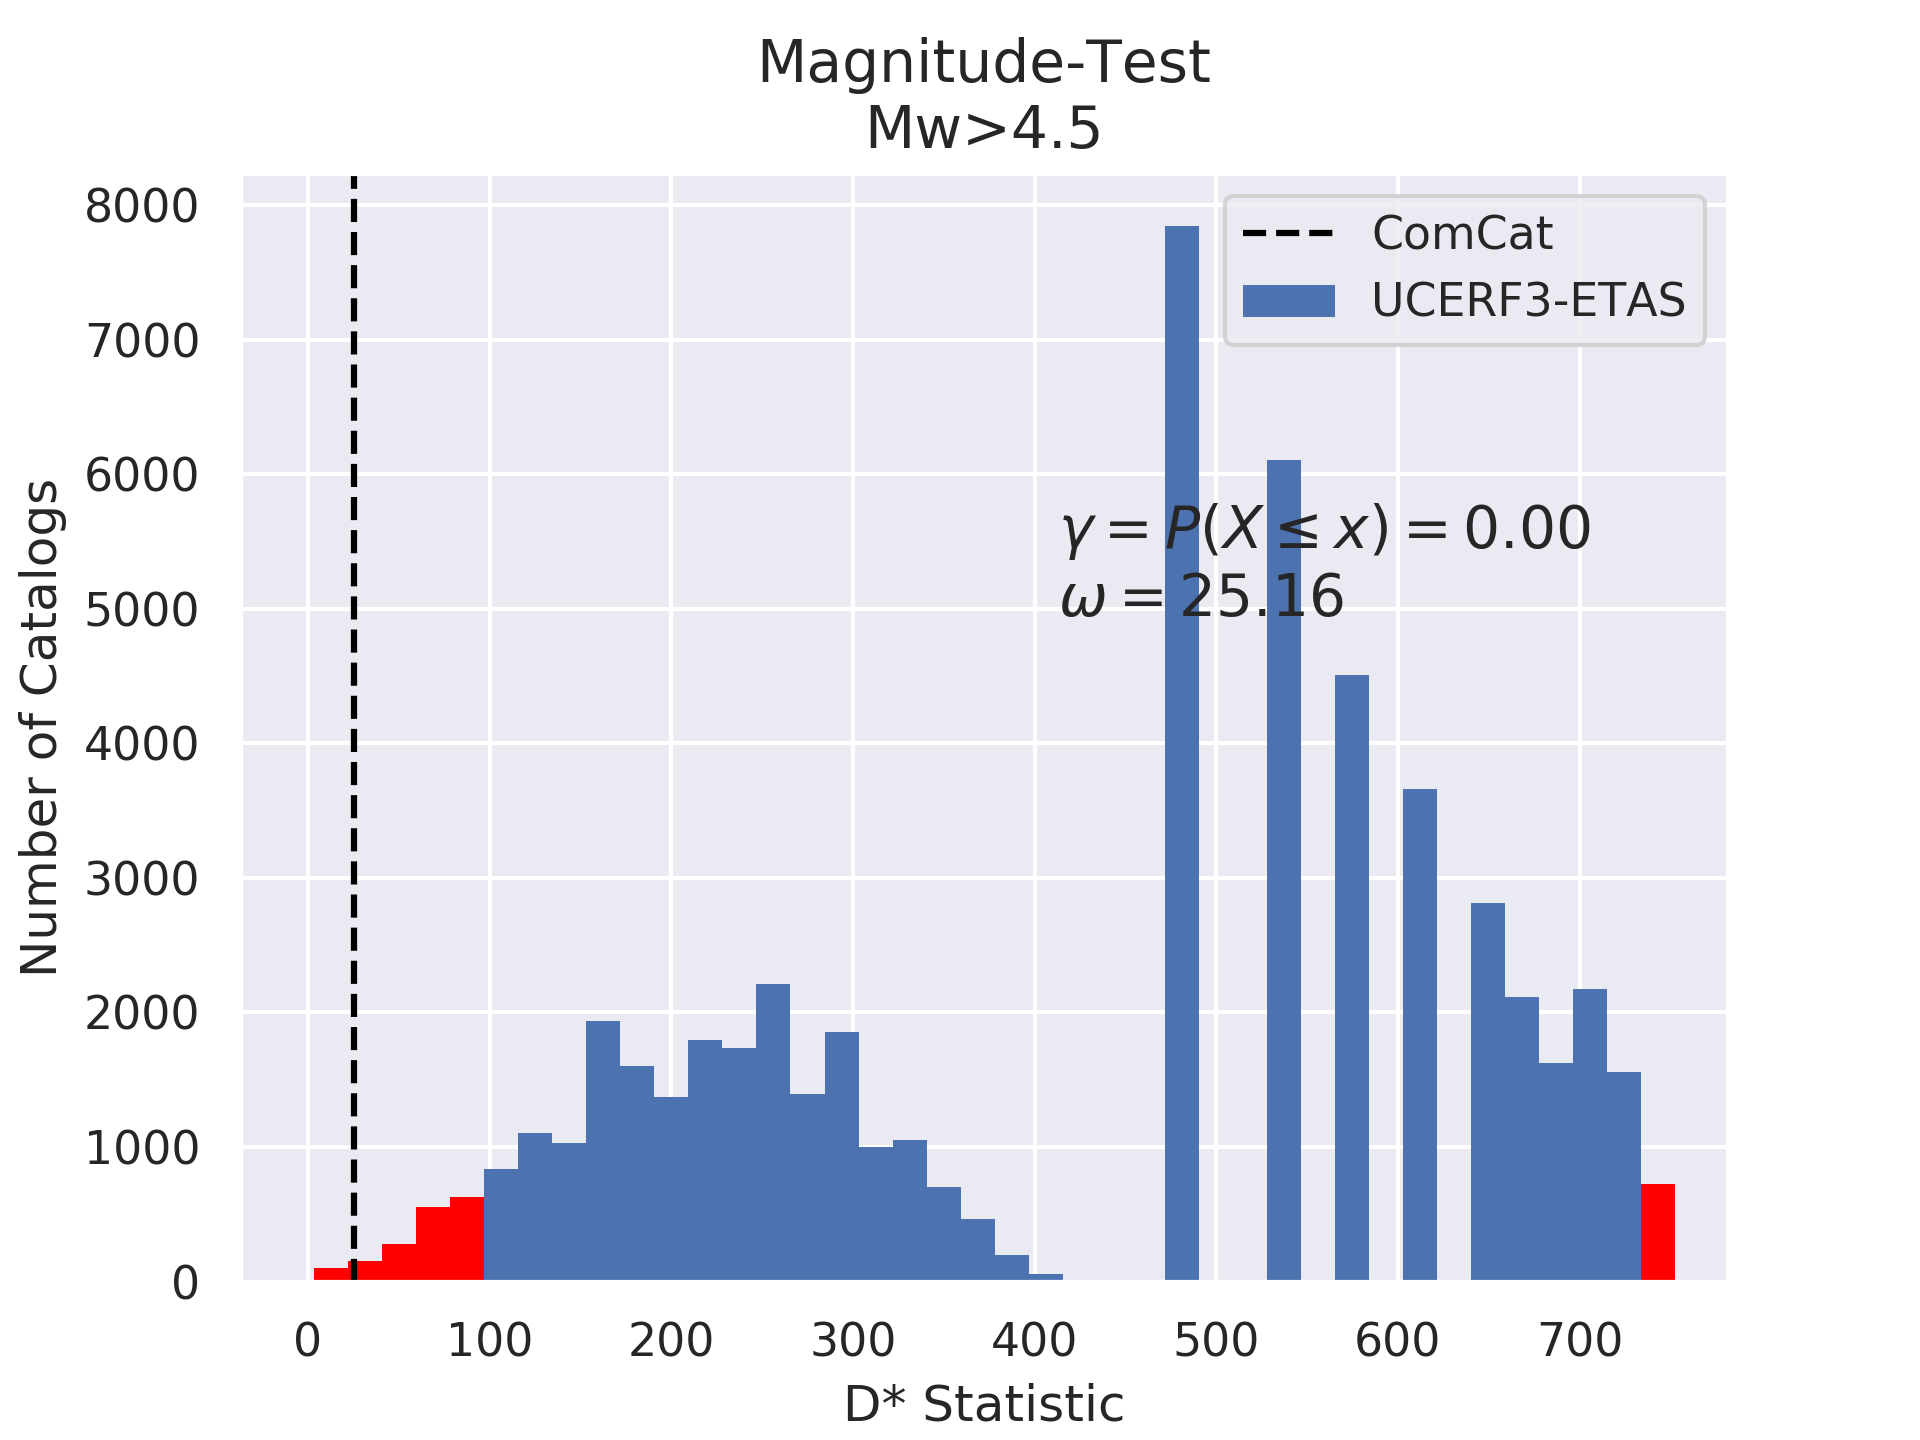 Magnitude-Test
Mw>4.5
ComCat
UCERF3-ETAS
γ = P(X ≤ x) = 0.00
ω = 25.16
Number of Catalogs
8000
7000
6000
5000
4000
3000
2000
1000
0
0 100 200 300 400 500 600 700
D* Statistic